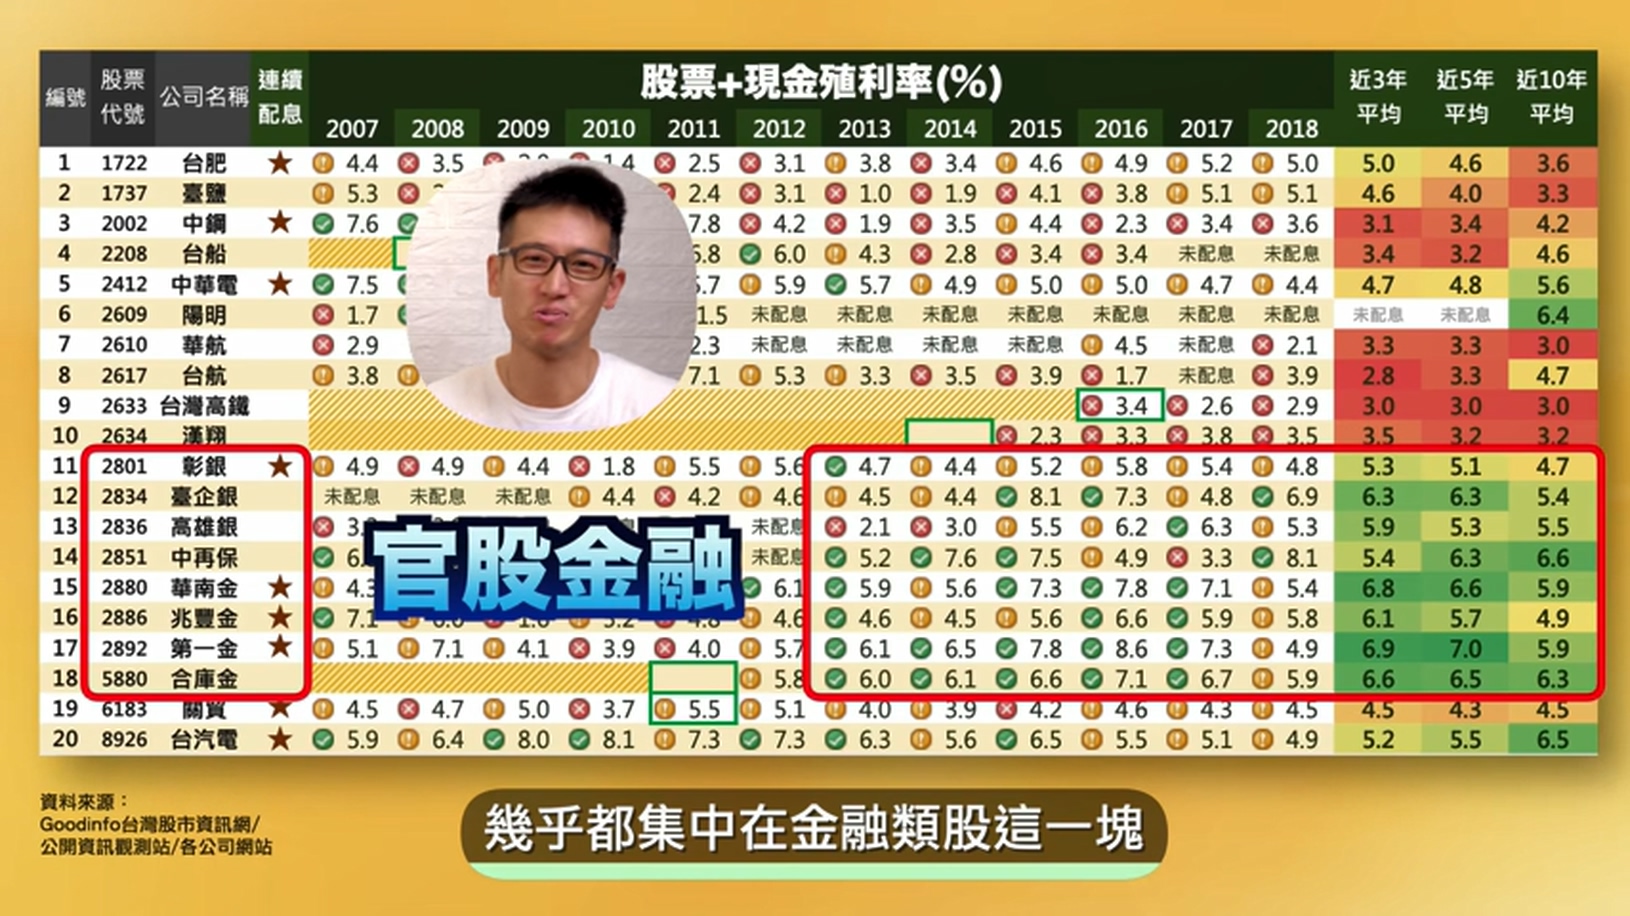 編號 股票代號 公司名稱 連續配息 股票+現金殖利率(%) 近3年平均 近5年平均 近10年平均
2007 2008 2009 2010 2011 2012 2013 2014 2015 2016 2017 2018
1 1722 台肥 ★ 4.4 3.5 1.4 2.5 3.1 3.8 3.4 4.6 4.9 5.2 5.0 5.0 4.6 3.6
2 1737 臺鹽 5.3 2.4 3.1 1.0 1.9 4.1 3.8 5.1 5.1 4.6 4.0 3.3
3 2002 中鋼 ★ 7.6 7.8 4.2 1.9 3.5 4.4 2.3 3.4 3.6 3.1 3.4 4.2
4 2208 台船 6.0 4.3 2.8 3.4 3.4 未配息 未配息 3.4 3.2 4.6
5 2412 中華電 ★ 7.5 5.9 5.7 4.9 5.0 5.0 4.7 4.4 4.7 4.8 5.6
6 2609 陽明 1.7 1.5 未配息 未配息 未配息 未配息 未配息 未配息 未配息 未配息 未配息 6.4
7 2610 華航 2.9 未配息 未配息 未配息 未配息 4.5 未配息 2.1 3.3 3.3 3.0
8 2617 台航 3.8 7.1 5.3 3.3 3.5 3.9 1.7 未配息 3.9 2.8 3.3 4.7
9 2633 台灣高鐵 3.4 2.6 2.9 3.0 3.0 3.0
10 2634 漢翔 2.3 3.3 3.8 3.5 3.5 3.2 3.2
11 2801 彰銀 ★ 4.9 4.9 4.4 1.8 5.5 5.6 4.7 4.4 5.2 5.8 5.4 4.8 5.3 5.1 4.7
12 2834 臺企銀 未配息 未配息 未配息 4.4 4.2 4.6 4.5 4.4 8.1 7.3 4.8 6.9 6.3 6.3 5.4
13 2836 高雄銀 未配息 2.1 3.0 5.5 6.2 6.3 5.3 5.9 5.3 5.5
14 2851 中再保 未配息 5.2 7.6 7.5 4.9 3.3 8.1 5.4 6.3 6.6
15 2880 華南金 ★ 4.3 6.1 5.9 5.6 7.3 7.8 7.1 5.4 6.8 6.6 5.9
16 2886 兆豐金 ★ 7.1 4.6 4.6 4.5 5.6 6.6 5.9 5.8 6.1 5.7 4.9
17 2892 第一金 ★ 5.1 7.1 4.1 3.9 4.0 5.7 6.1 6.5 7.8 8.6 7.3 4.9 6.9 7.0 5.9
18 5880 合庫金 5.8 6.0 6.1 6.6 7.1 6.7 5.9 6.6 6.5 6.3
19 6183 關貿 ★ 4.5 4.7 5.0 3.7 5.5 5.1 4.0 3.9 4.2 4.6 4.3 4.5 4.5 4.3 4.5
20 8926 台汽電 ★ 5.9 6.4 8.0 8.1 7.3 7.3 6.3 5.6 6.5 5.5 5.1 4.9 5.2 5.5 6.5
官股金融
資料來源：
Goodinfo台灣股市資訊網/
公開資訊觀測站/各公司網站
幾乎都集中在金融類股這一塊